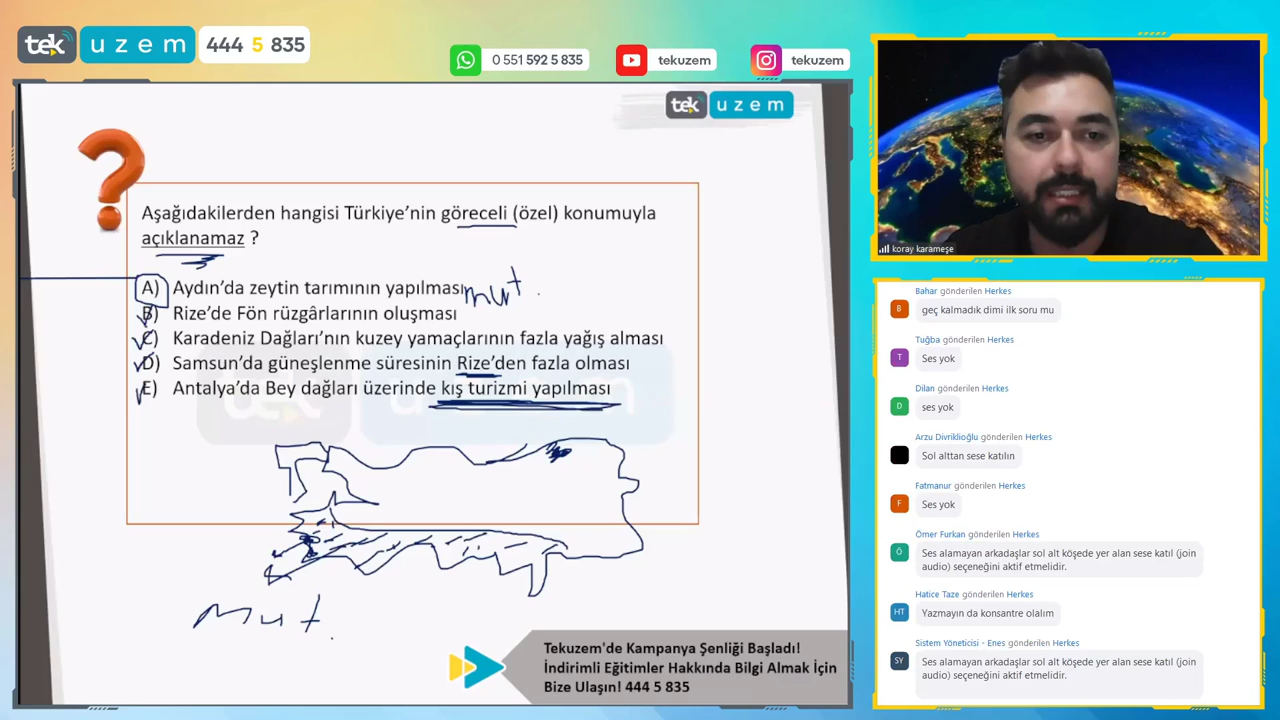 tek uzem 444 5 835
0 551 592 5 835
tekuzem
tekuzem
tek uzem
Aşağıdakilerden hangisi Türkiye’nin göreceli (özel) konumuyla
açıklanamaz ?
A) Aydın’da zeytin tarımının yapılması mut
B) Rize’de Fön rüzgârlarının oluşması
C) Karadeniz Dağları’nın kuzey yamaçlarının fazla yağış alması
D) Samsun’da güneşlenme süresinin Rize’den fazla olması
E) Antalya’da Bey dağları üzerinde kış turizmi yapılması
mut
Tekuzem'de Kampanya Şenliği Başladı!
İndirimli Eğitimler Hakkında Bilgi Almak İçin
Bize Ulaşın! 444 5 835
koray karameşe
Bahar gönderilen Herkes
B
geç kalmadık dimi ilk soru mu
Tuğba gönderilen Herkes
T
Ses yok
Dilan gönderilen Herkes
D
ses yok
Arzu Divriklioğlu gönderilen Herkes
Sol alttan sese katılın
Fatmanur gönderilen Herkes
F
Ses yok
Ömer Furkan gönderilen Herkes
Ö
Ses alamayan arkadaşlar sol alt köşede yer alan sese katıl (join
audio) seçeneğini aktif etmelidir.
Hatice Taze gönderilen Herkes
HT
Yazmayın da konsantre olalım
Sistem Yöneticisi - Enes gönderilen Herkes
SY
Ses alamayan arkadaşlar sol alt köşede yer alan sese katıl (join
audio) seçeneğini aktif etmelidir.